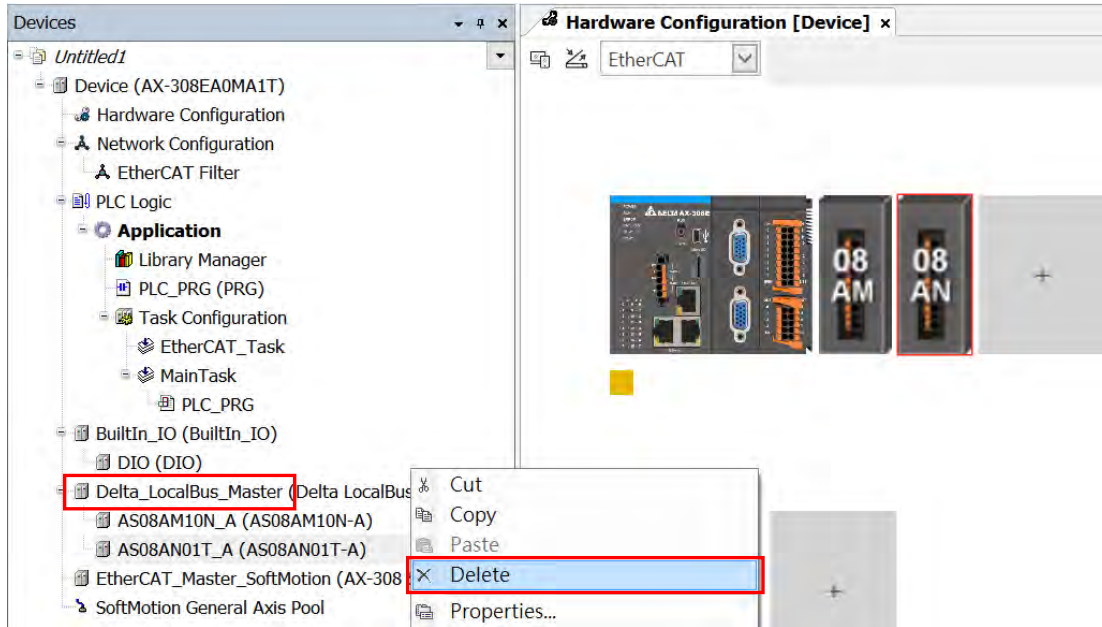 Devices
Untitled1
Device (AX-308EA0MA1T)
Hardware Configuration
Network Configuration
EtherCAT Filter
PLC Logic
Application
Library Manager
PLC_PRG (PRG)
Task Configuration
EtherCAT_Task
MainTask
PLC_PRG
BuiltIn_IO (BuiltIn_IO)
DIO (DIO)
Delta_LocalBus_Master (Delta LocalBus
AS08AM10N_A (AS08AM10N-A)
AS08AN01T_A (AS08AN01T-A)
EtherCAT_Master_SoftMotion (AX-308
SoftMotion General Axis Pool
Cut
Copy
Paste
Delete
Properties...
Hardware Configuration [Device]
EtherCAT
08
AM
08
AN